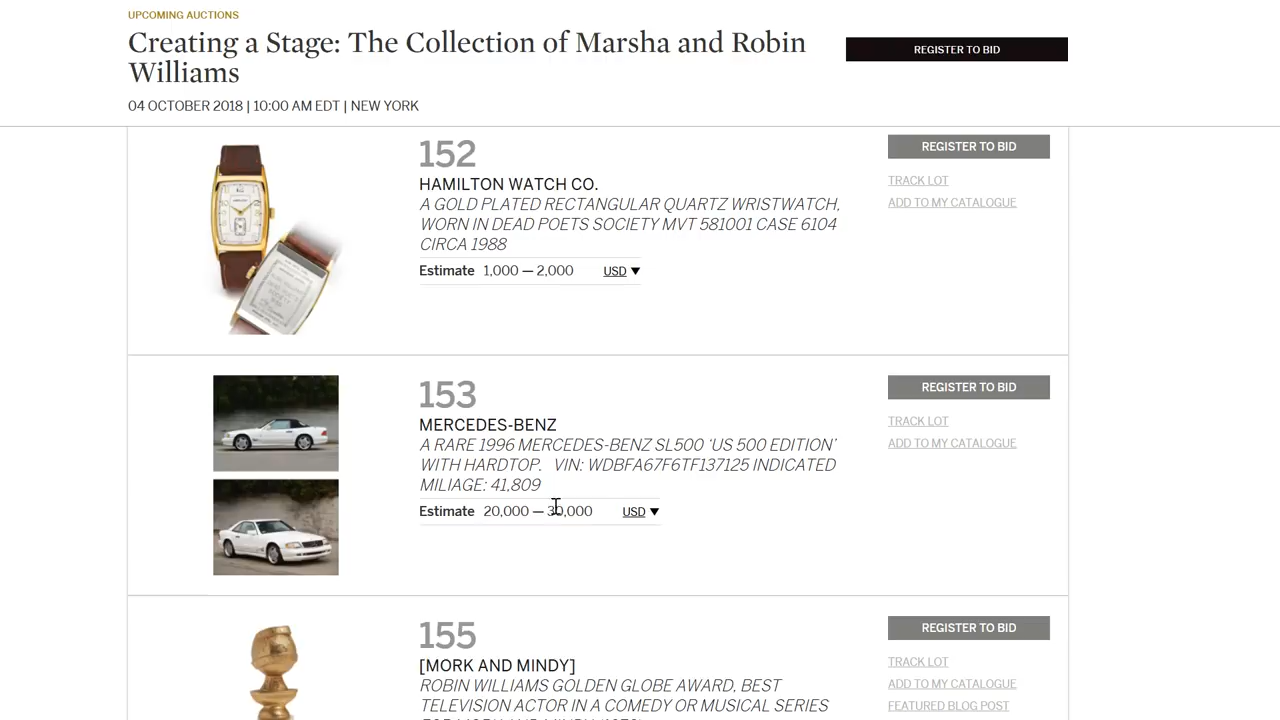 UPCOMING AUCTIONS
Creating a Stage: The Collection of Marsha and Robin
Williams
REGISTER TO BID
04 OCTOBER 2018 | 10:00 AM EDT | NEW YORK
152
HAMILTON WATCH CO.
A GOLD PLATED RECTANGULAR QUARTZ WRISTWATCH,
WORN IN DEAD POETS SOCIETY MVT 581001 CASE 6104
CIRCA 1988
Estimate 1,000 — 2,000 USD ▼
REGISTER TO BID
TRACK LOT
ADD TO MY CATALOGUE
153
MERCEDES-BENZ
A RARE 1996 MERCEDES-BENZ SL500 ‘US 500 EDITION’
WITH HARDTOP. VIN: WDBFA67F6TF137125 INDICATED
MILIAGE: 41,809
Estimate 20,000 — 30,000 USD ▼
REGISTER TO BID
TRACK LOT
ADD TO MY CATALOGUE
155
[MORK AND MINDY]
ROBIN WILLIAMS GOLDEN GLOBE AWARD, BEST
TELEVISION ACTOR IN A COMEDY OR MUSICAL SERIES
REGISTER TO BID
TRACK LOT
ADD TO MY CATALOGUE
FEATURED BLOG POST